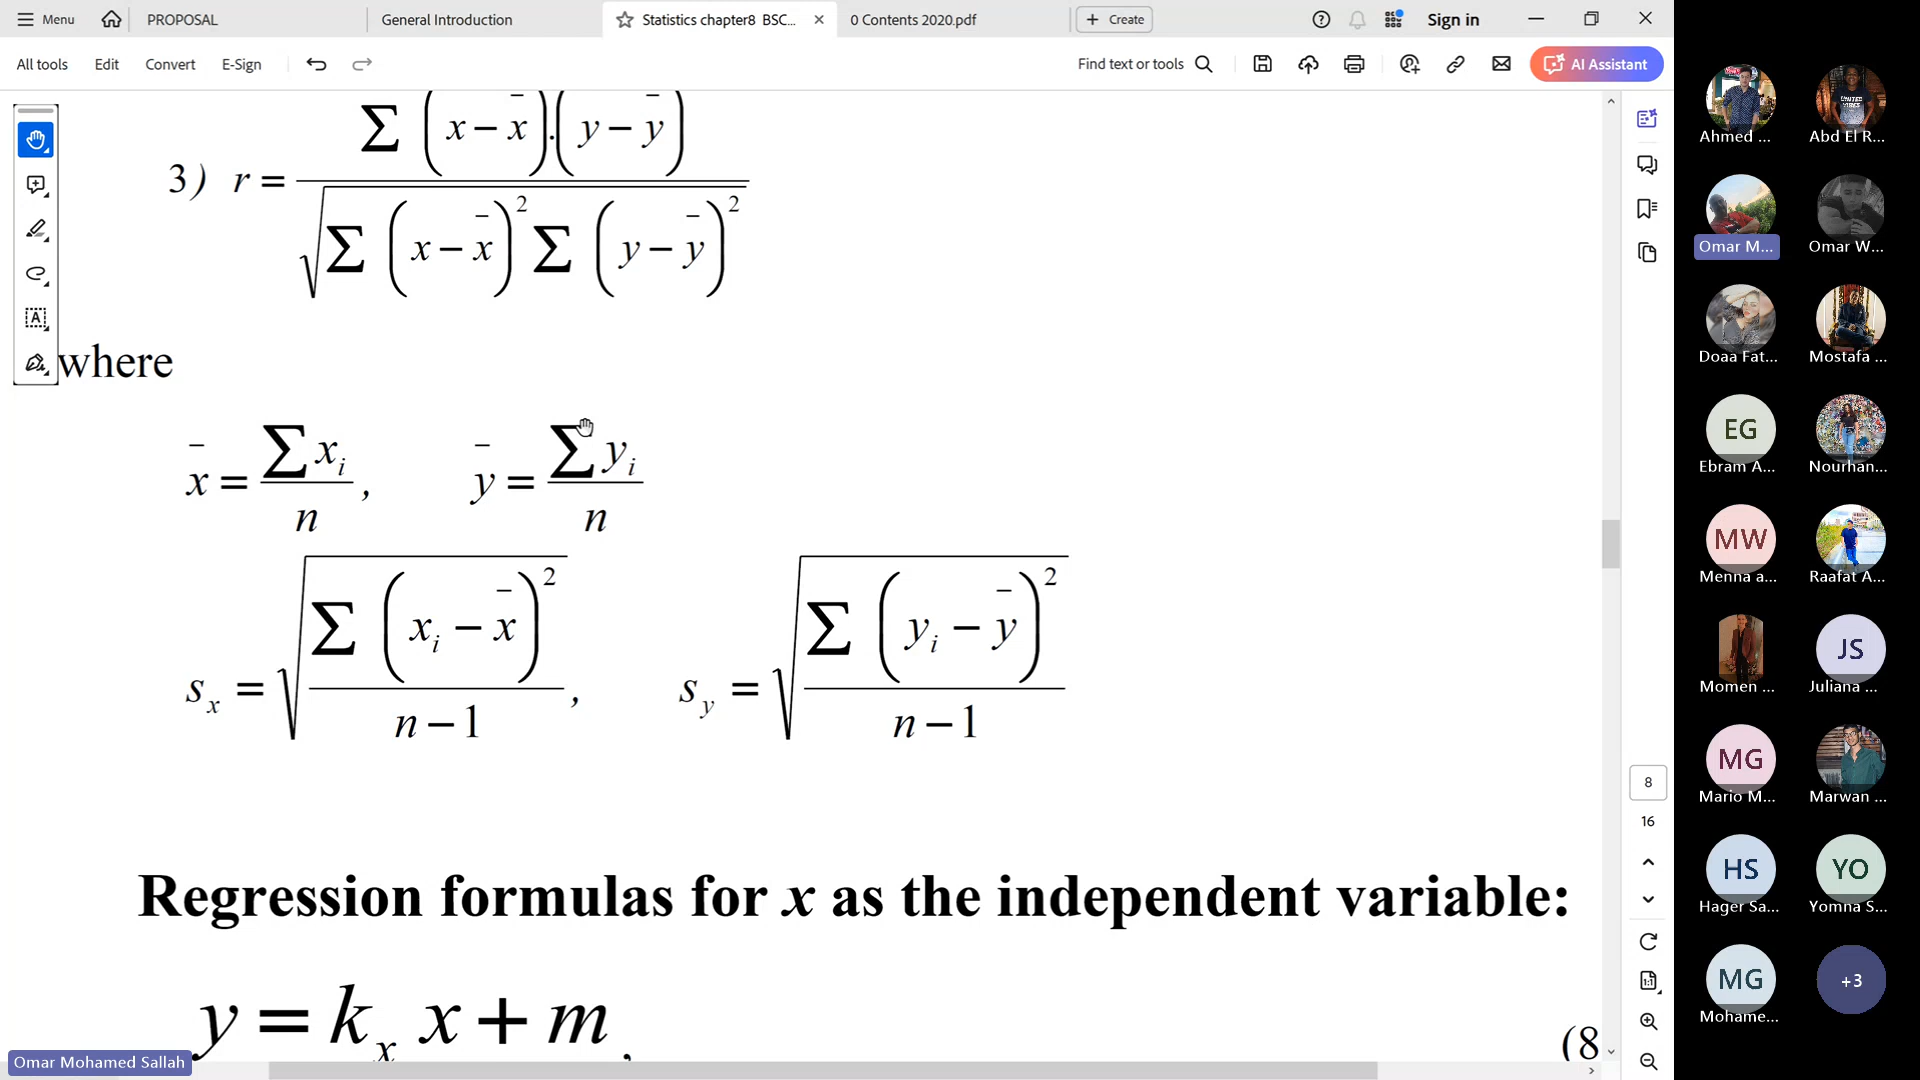 Menu
PROPOSAL
General Introduction
Statistics chapter8 BSC...
0 Contents 2020.pdf
Create
Sign in
All tools
Edit
Convert
E-Sign
Find text or tools
AI Assistant
3) r = Σ(x − x̄).(y − ȳ) / √Σ(x − x̄)² Σ(y − ȳ)²
where
x̄ = Σxᵢ / n , ȳ = Σyᵢ / n
sₓ = √(Σ(xᵢ − x̄)² / n − 1) , s_y = √(Σ(yᵢ − ȳ)² / n − 1)
Regression formulas for x as the independent variable:
y = kₓ x + m , (8
8
16
Omar Mohamed Sallah
Ahmed ...
Abd El R...
Omar M...
Omar W...
Doaa Fat...
Mostafa ...
EG
Ebram A...
Nourhan...
MW
Menna a...
Raafat A...
Momen ...
JS
Juliana ...
MG
Mario M...
Marwan ...
HS
Hager Sa...
YO
Yomna S...
MG
Mohame...
+3